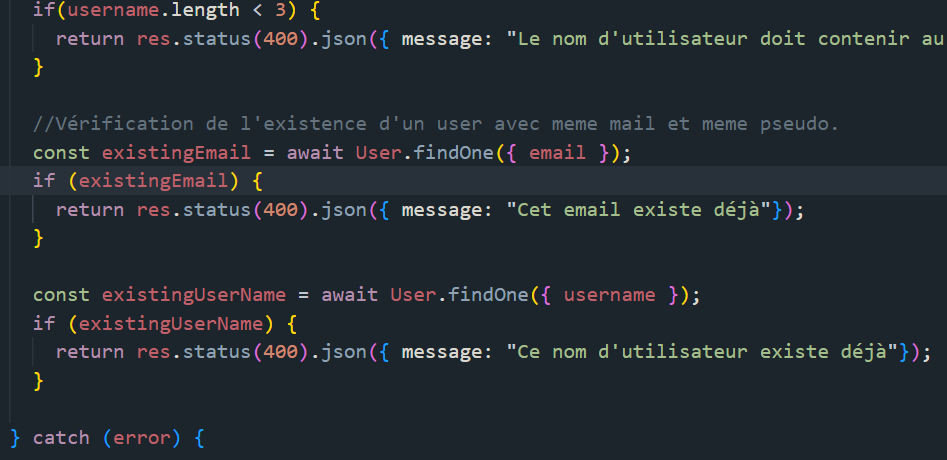 if(username.length < 3) {
return res.status(400).json({ message: "Le nom d'utilisateur doit contenir au
}
//Vérification de l'existence d'un user avec meme mail et meme pseudo.
const existingEmail = await User.findOne({ email });
if (existingEmail) {
return res.status(400).json({ message: "Cet email existe déjà"});
}
const existingUserName = await User.findOne({ username });
if (existingUserName) {
return res.status(400).json({ message: "Ce nom d'utilisateur existe déjà"});
}
} catch (error) {